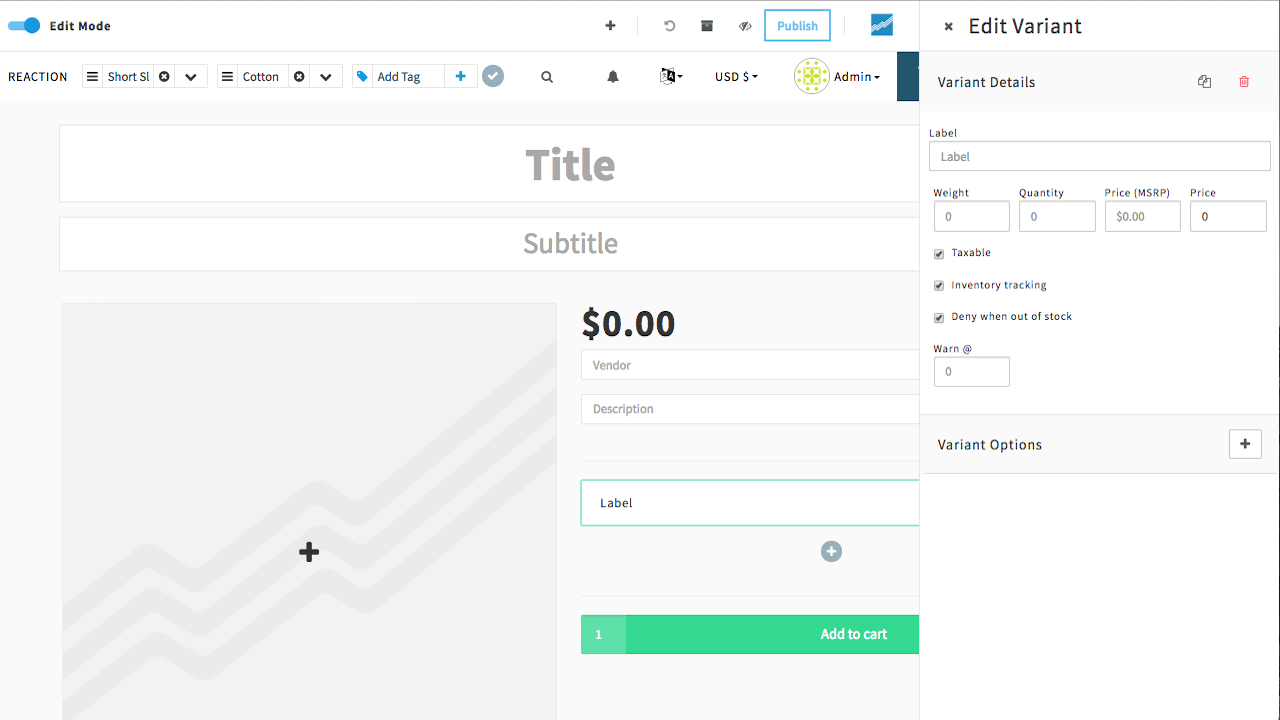 Edit Mode
Publish
Edit Variant
REACTION
Short Sl
Cotton
Add Tag
USD $
Admin
Variant Details
Label
Label
Weight
Quantity
Price (MSRP)
Price
0
0
$0.00
0
Taxable
Inventory tracking
Deny when out of stock
Warn @
0
Variant Options
Title
Subtitle
$0.00
Vendor
Description
Label
1
Add to cart